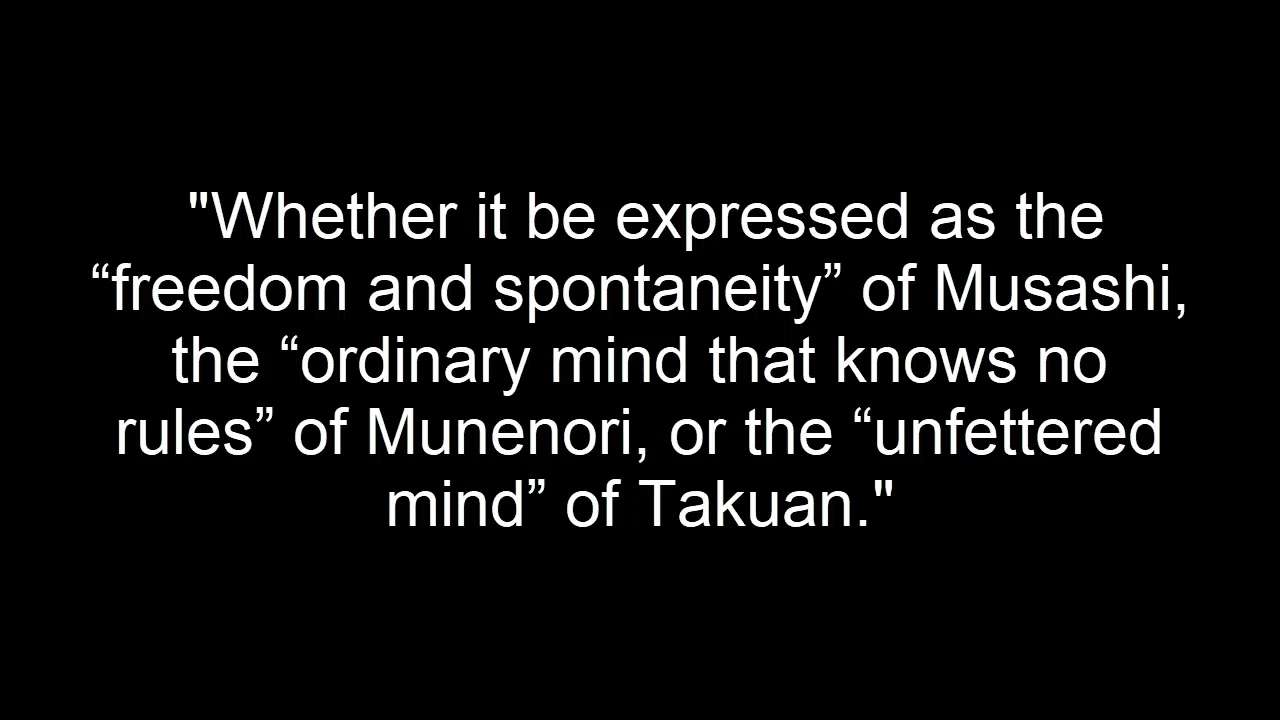 "Whether it be expressed as the
“freedom and spontaneity” of Musashi,
the “ordinary mind that knows no
rules” of Munenori, or the “unfettered
mind” of Takuan."